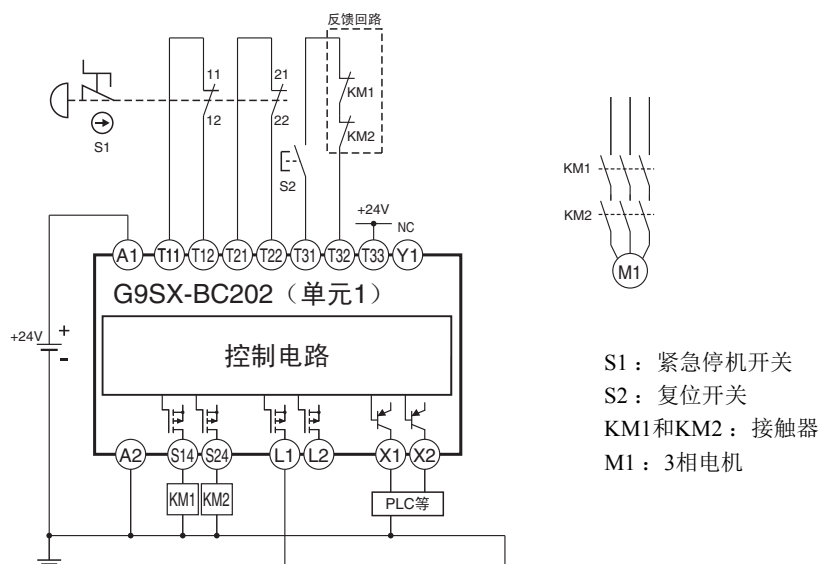 反馈回路
11
21
KM1
12
22
KM2
S1
S2
+24V
NC
A1
T11
T12
T21
T22
T31
T32
T33
Y1
G9SX-BC202（单元1）
+24V
+
-
控制电路
A2
S14
S24
L1
L2
X1
X2
KM1
KM2
PLC等
KM1
KM2
M1
S1：紧急停机开关
S2：复位开关
KM1和KM2：接触器
M1：3相电机